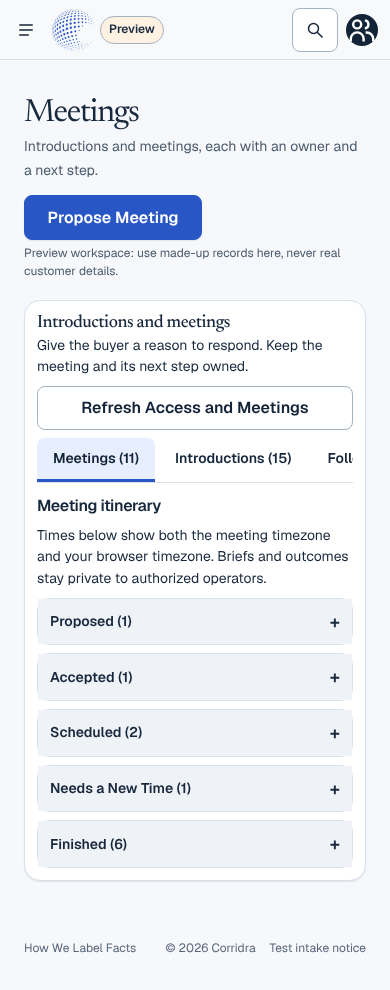 Preview
Meetings
Introductions and meetings, each with an owner and
a next step.
Propose Meeting
Preview workspace: use made-up records here, never real
customer details.
Introductions and meetings
Give the buyer a reason to respond. Keep the
meeting and its next step owned.
Refresh Access and Meetings
Meetings (11) Introductions (15) Foll
Meeting itinerary
Times below show both the meeting timezone
and your browser timezone. Briefs and outcomes
stay private to authorized operators.
Proposed (1) +
Accepted (1) +
Scheduled (2) +
Needs a New Time (1) +
Finished (6) +
How We Label Facts © 2026 Corridra Test intake notice